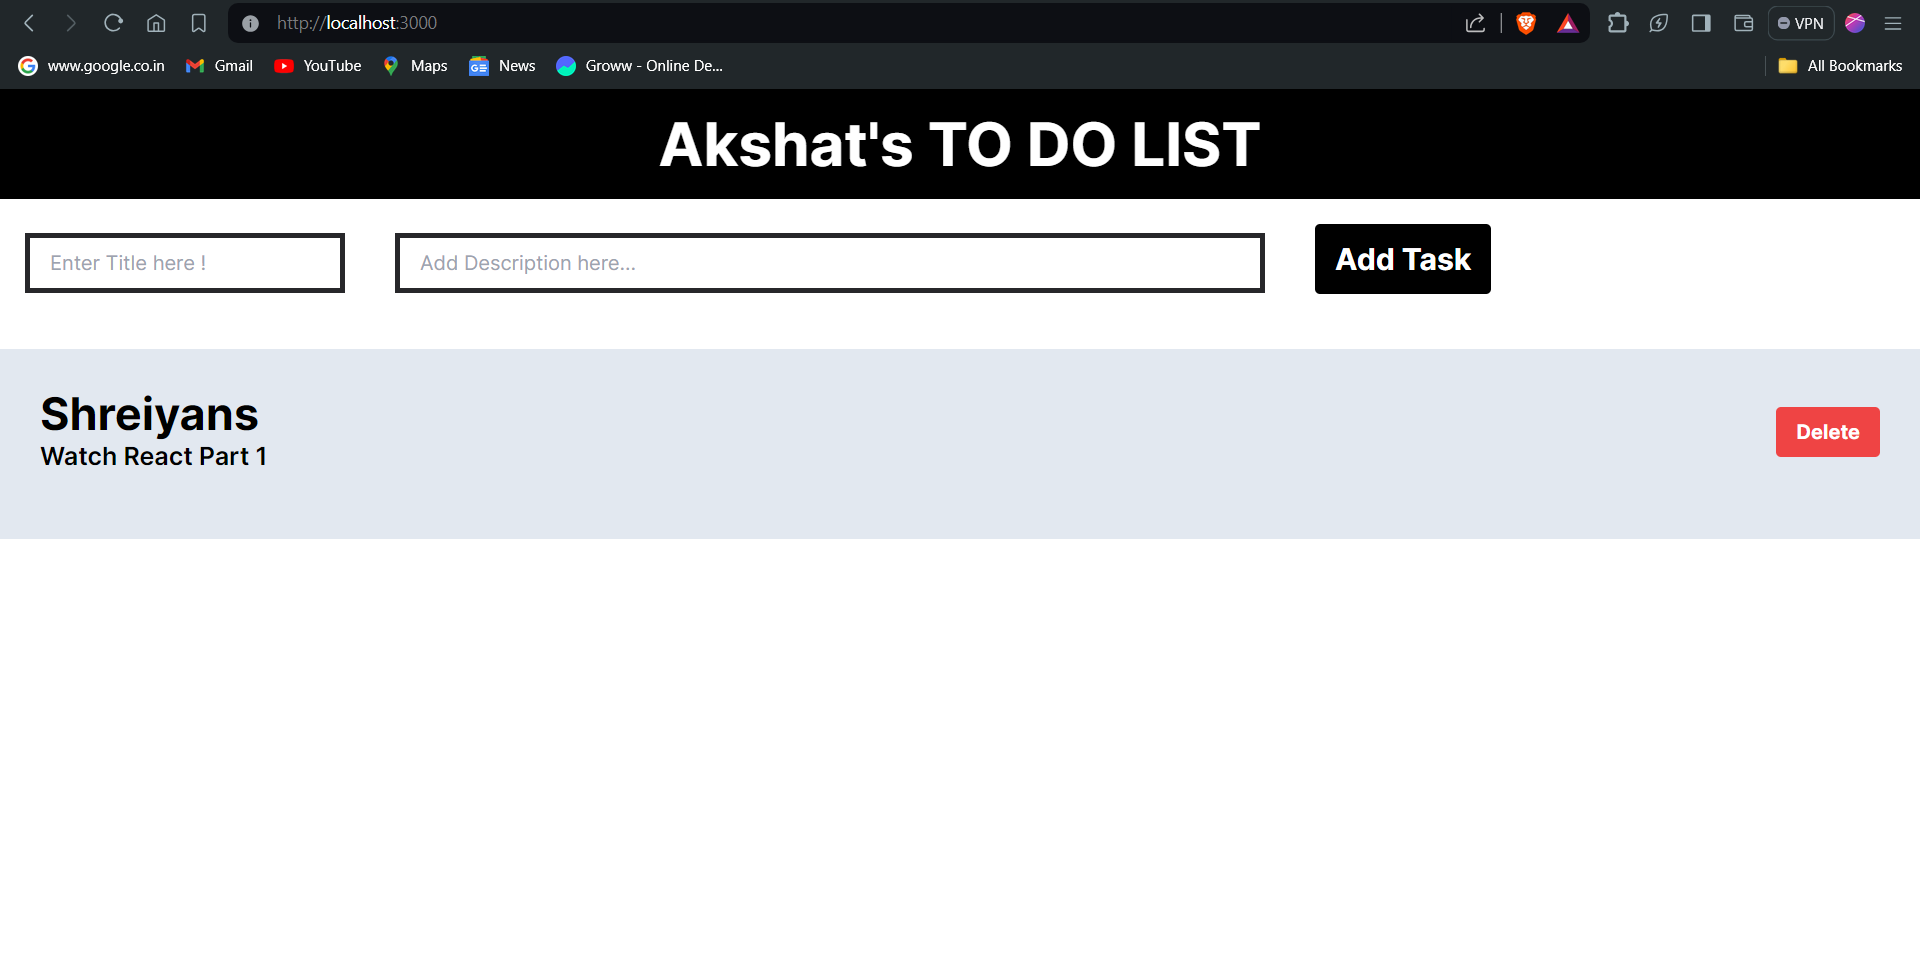 http://localhost:3000
VPN
www.google.co.in Gmail YouTube Maps News Groww - Online De... All Bookmarks
Akshat's TO DO LIST
Enter Title here ! Add Description here... Add Task
Shreiyans
Watch React Part 1
Delete